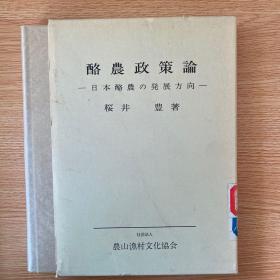 酪農政策論
―日本酪農の発展方向―
桜井 豊著
社団法人
農山漁村文化協会